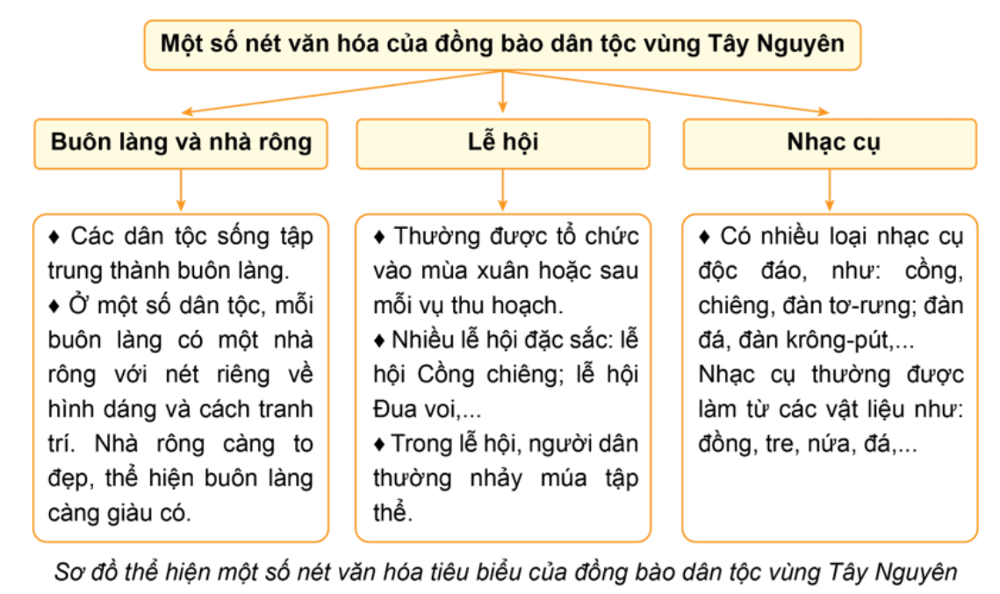 Một số nét văn hóa của đồng bào dân tộc vùng Tây Nguyên
Buôn làng và nhà rông
♦ Các dân tộc sống tập
trung thành buôn làng.
♦ Ở một số dân tộc, mỗi
buôn làng có một nhà
rông với nét riêng về
hình dáng và cách tranh
trí. Nhà rông càng to
đẹp, thể hiện buôn làng
càng giàu có.
Lễ hội
♦ Thường được tổ chức
vào mùa xuân hoặc sau
mỗi vụ thu hoạch.
♦ Nhiều lễ hội đặc sắc: lễ
hội Cồng chiêng; lễ hội
Đua voi,...
♦ Trong lễ hội, người dân
thường nhảy múa tập
thể.
Nhạc cụ
♦ Có nhiều loại nhạc cụ
độc đáo, như: cồng,
chiêng, đàn tơ-rưng; đàn
đá, đàn krông-pút,...
Nhạc cụ thường được
làm từ các vật liệu như:
đồng, tre, nứa, đá,...
Sơ đồ thể hiện một số nét văn hóa tiêu biểu của đồng bào dân tộc vùng Tây Nguyên